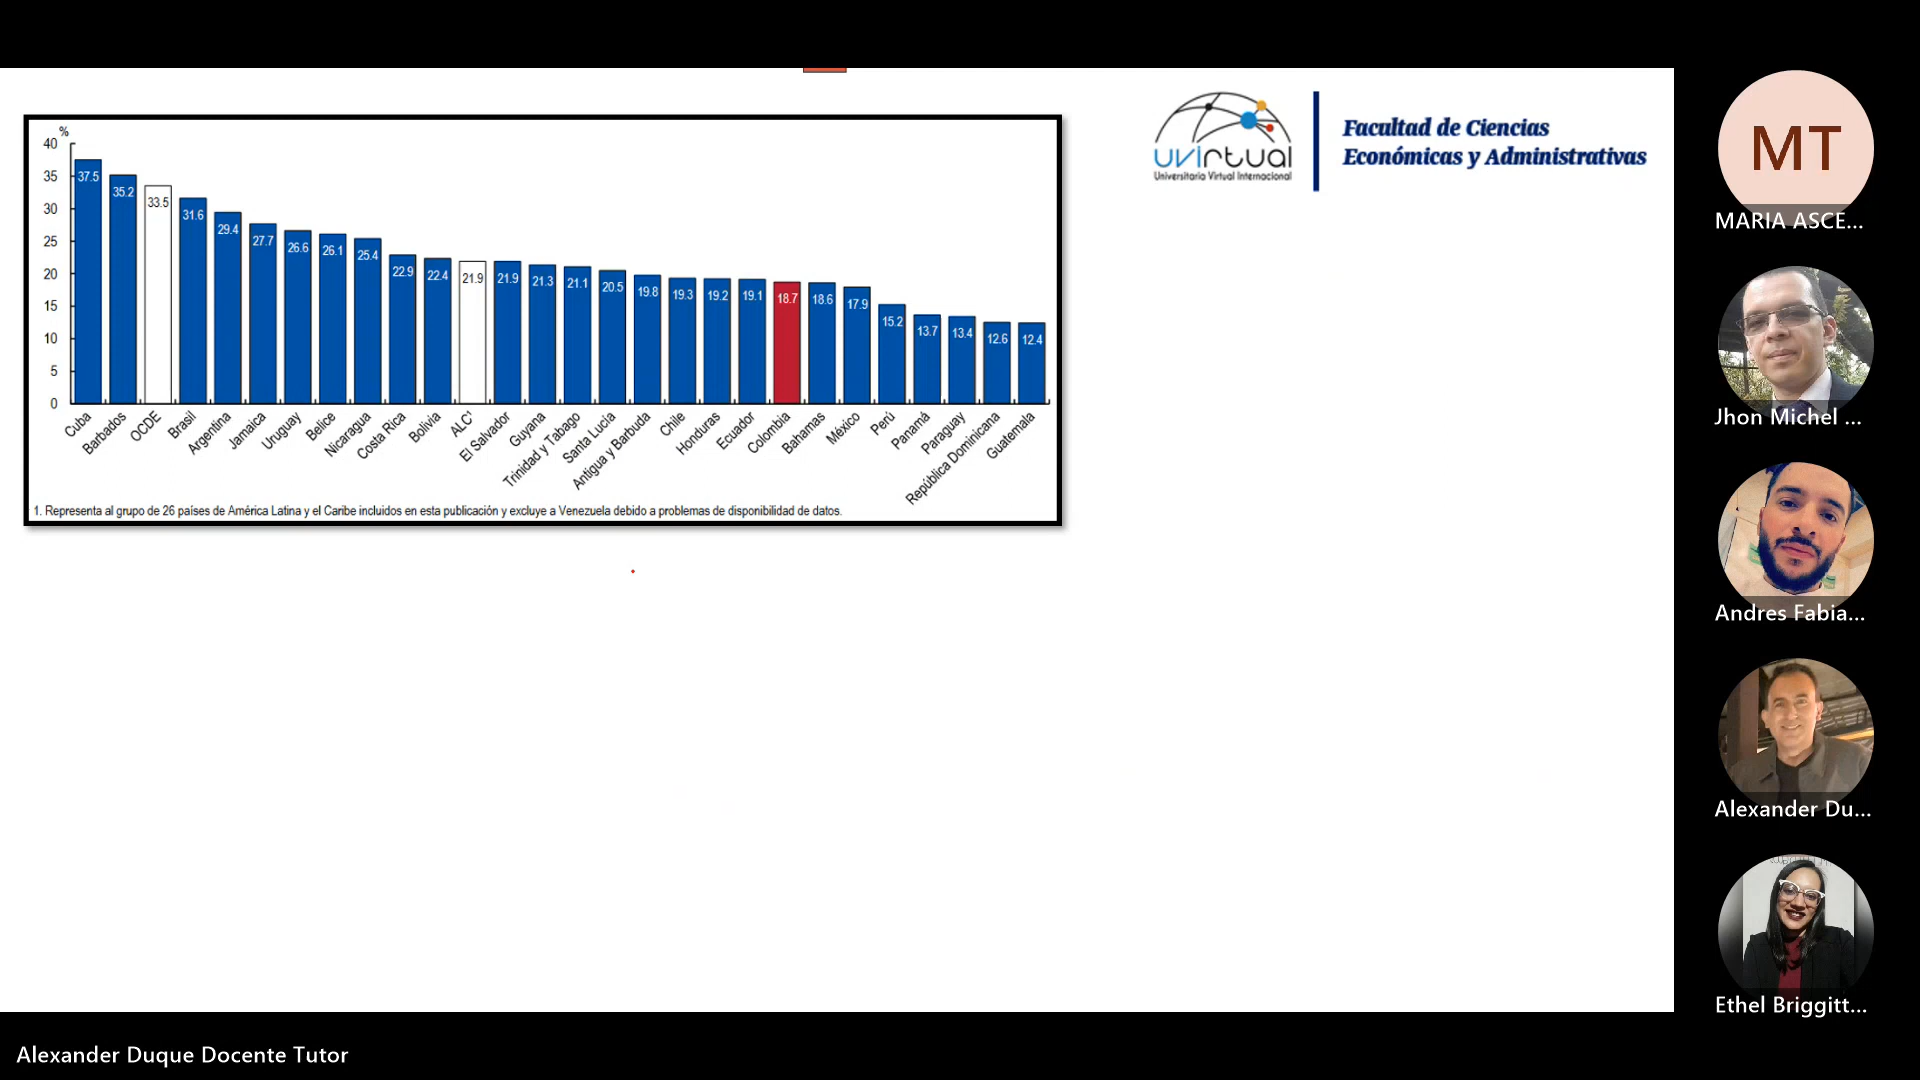 %
40
35
30
25
20
15
10
5
0
37.5
35.2
33.5
31.6
29.4
27.7
26.6
26.1
25.4
22.9
22.4
21.9
21.9
21.3
21.1
20.5
19.8
19.3
19.2
19.1
18.7
18.6
17.9
15.2
13.7
13.4
12.6
12.4
Cuba
Barbados
OCDE
Brasil
Argentina
Jamaica
Uruguay
Belice
Nicaragua
Costa Rica
Bolivia
ALC¹
El Salvador
Guyana
Trinidad y Tabago
Santa Lucía
Antigua y Barbuda
Chile
Honduras
Ecuador
Colombia
Bahamas
México
Perú
Panamá
Paraguay
República Dominicana
Guatemala
1. Representa al grupo de 26 países de América Latina y el Caribe incluidos en esta publicación y excluye a Venezuela debido a problemas de disponibilidad de datos.
uvirtual
Universitaria Virtual Internacional
Facultad de Ciencias
Económicas y Administrativas
MT
MARIA ASCE...
Jhon Michel ...
Andres Fabia...
Alexander Du...
Ethel Briggitt...
Alexander Duque Docente Tutor